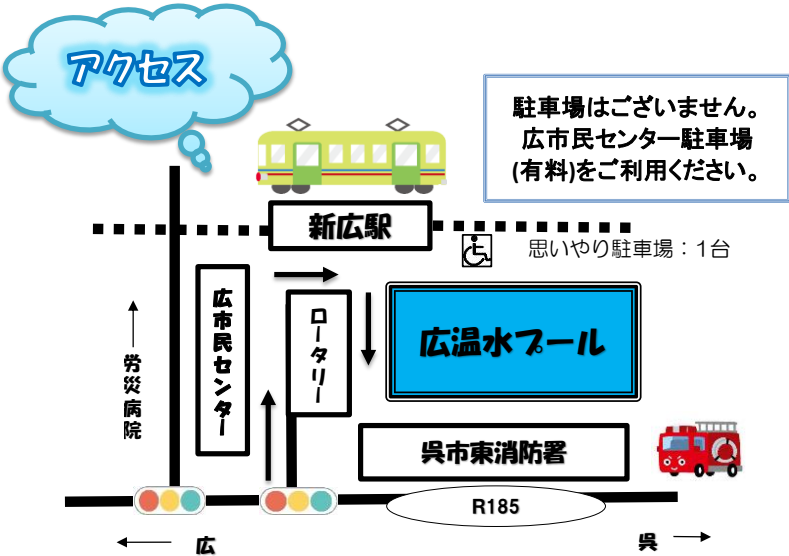 アクセス
駐車場はございません。
広市民センター駐車場
(有料)をご利用ください。
新広駅
思いやり駐車場：1台
広市民センター
ロータリー
広温水プール
労災病院
呉市東消防署
R185
広
呉